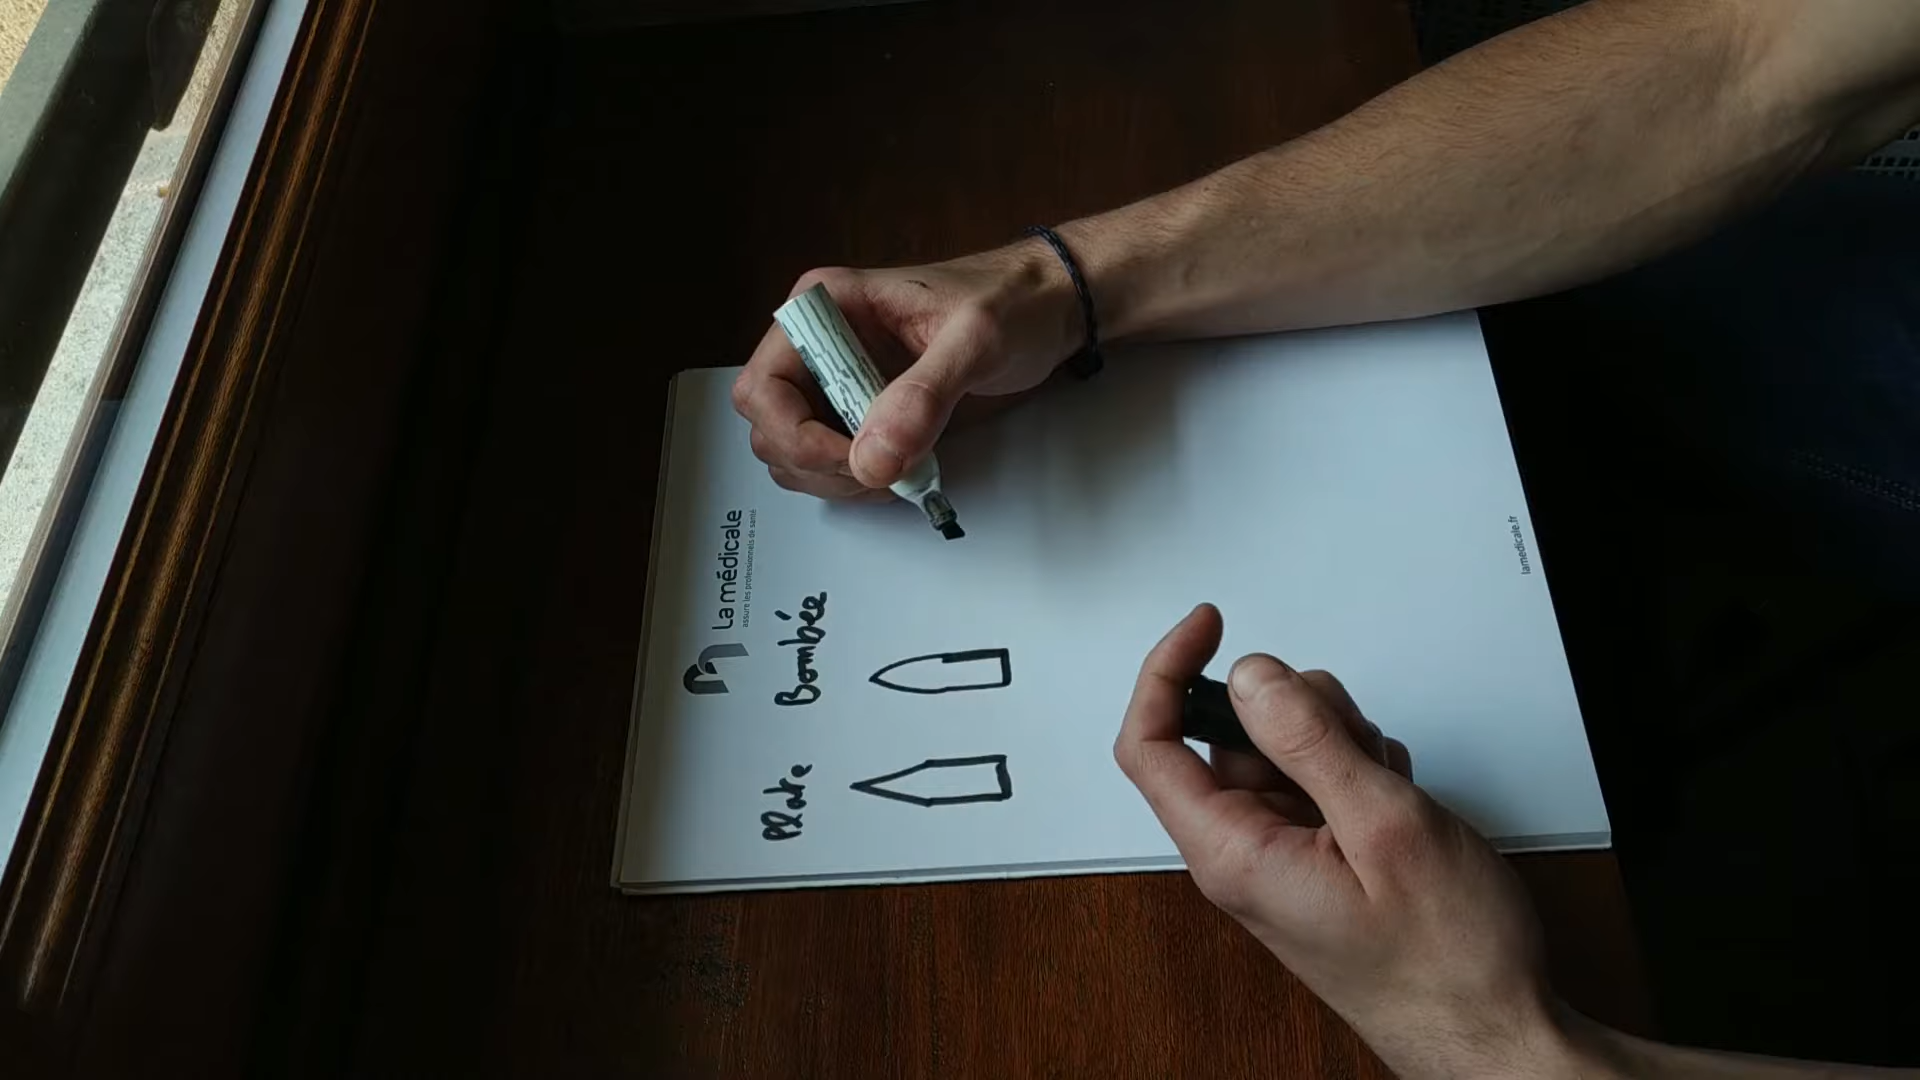 La médicale
assure les professionnels de santé
Plate Bombée
lamedicale.fr